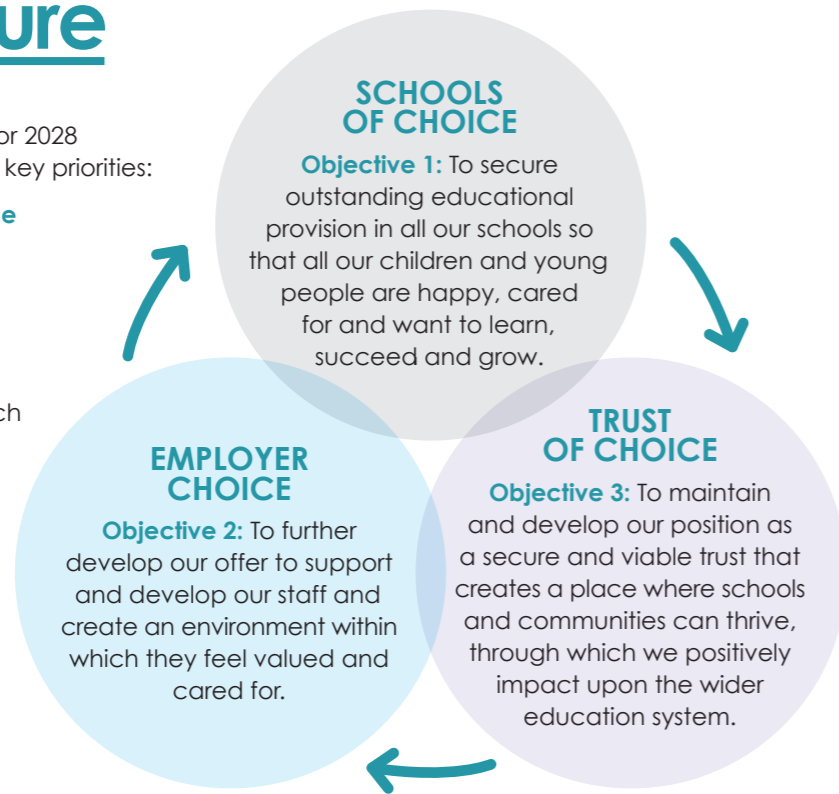 ure
or 2028
key priorities:
e
ch
SCHOOLS
OF CHOICE
Objective 1: To secure
outstanding educational
provision in all our schools so
that all our children and young
people are happy, cared
for and want to learn,
succeed and grow.
EMPLOYER
CHOICE
Objective 2: To further
develop our offer to support
and develop our staff and
create an environment within
which they feel valued and
cared for.
TRUST
OF CHOICE
Objective 3: To maintain
and develop our position as
a secure and viable trust that
creates a place where schools
and communities can thrive,
through which we positively
impact upon the wider
education system.